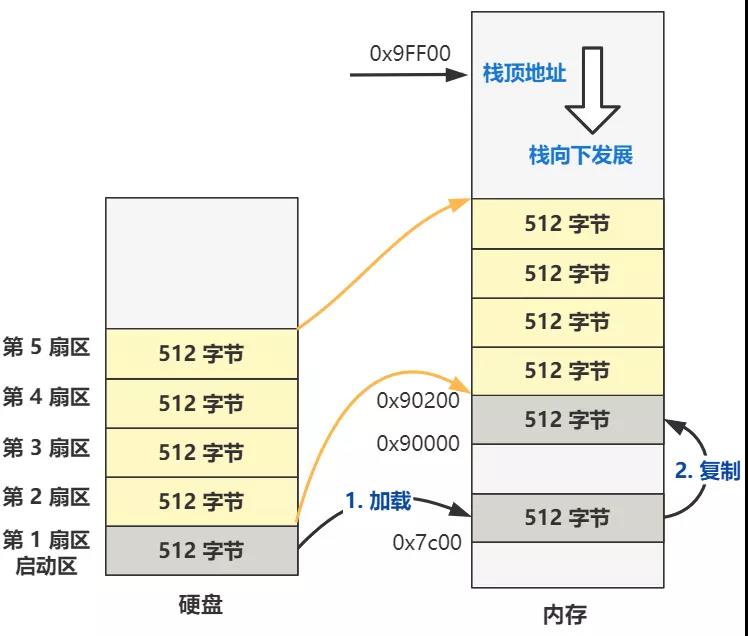 0x9FF00
栈顶地址
栈向下发展
512 字节
512 字节
512 字节
512 字节
0x90200
512 字节
0x90000
2. 复制
512 字节
0x7c00
内存
第 5 扇区
512 字节
第 4 扇区
512 字节
第 3 扇区
512 字节
第 2 扇区
512 字节
1. 加载
第 1 扇区
启动区
512 字节
硬盘